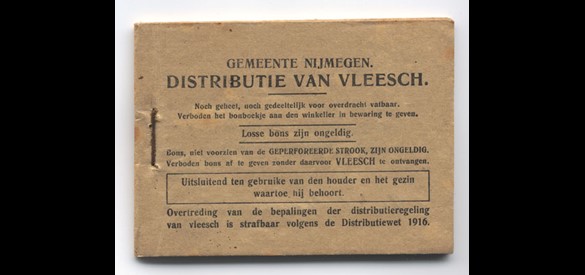 GEMEENTE NIJMEGEN.
DISTRIBUTIE VAN VLEESCH.
Noch geheel, noch gedeeltelijk voor overdracht vatbaar.
Verboden het bonboekje aan den winkelier in bewaring te geven.
Losse bons zijn ongeldig.
Bons, niet voorzien van de GEPERFOREERDE STROOK, ZIJN ONGELDIG.
Verboden bons af te geven zonder daarvoor VLEESCH te ontvangen.
Uitsluitend ten gebruike van den houder en het gezin
waartoe hij behoort.
Overtreding van de bepalingen der distributieregeling
van vleesch is strafbaar volgens de Distributiewet 1916.